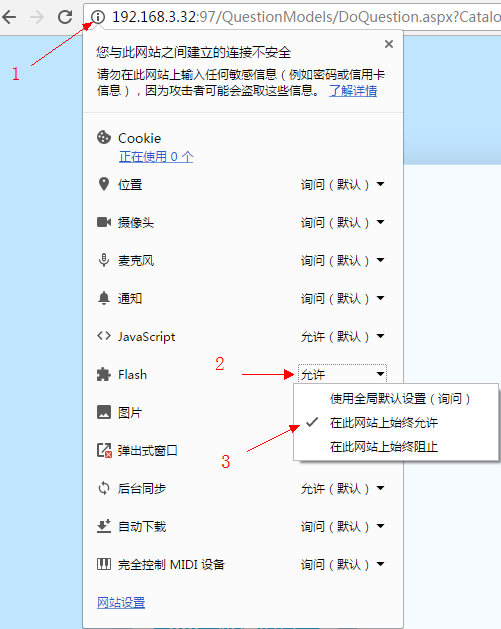 192.168.3.32:97/QuestionModels/DoQuestion.aspx?Catalo
1
您与此网站之间建立的连接不安全
请勿在此网站上输入任何敏感信息（例如密码或信用卡
信息），因为攻击者可能会盗取这些信息。 了解详情
Cookie
正在使用 0 个
位置 询问（默认）
摄像头 询问（默认）
麦克风 询问（默认）
通知 询问（默认）
JavaScript 允许（默认）
2
Flash 允许
使用全局默认设置（询问）
图片
在此网站上始终允许
3
在此网站上始终阻止
弹出式窗口
后台同步 允许（默认）
自动下载 询问（默认）
完全控制 MIDI 设备 询问（默认）
网站设置